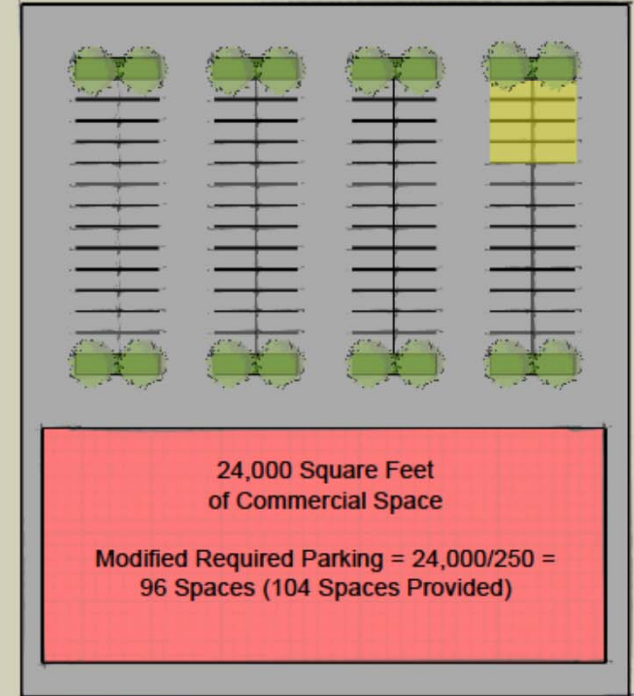 24,000 Square Feet
of Commercial Space
Modified Required Parking = 24,000/250 =
96 Spaces (104 Spaces Provided)